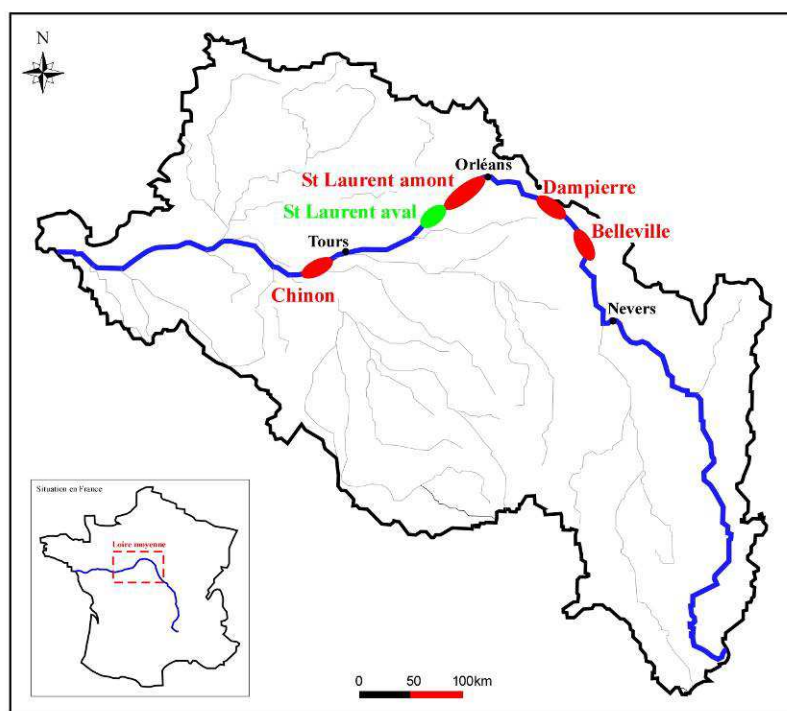 N
Orléans
St Laurent amont
Dampierre
St Laurent aval
Belleville
Tours
Chinon
Nevers
Situation en France
Loire moyenne
0 50 100km